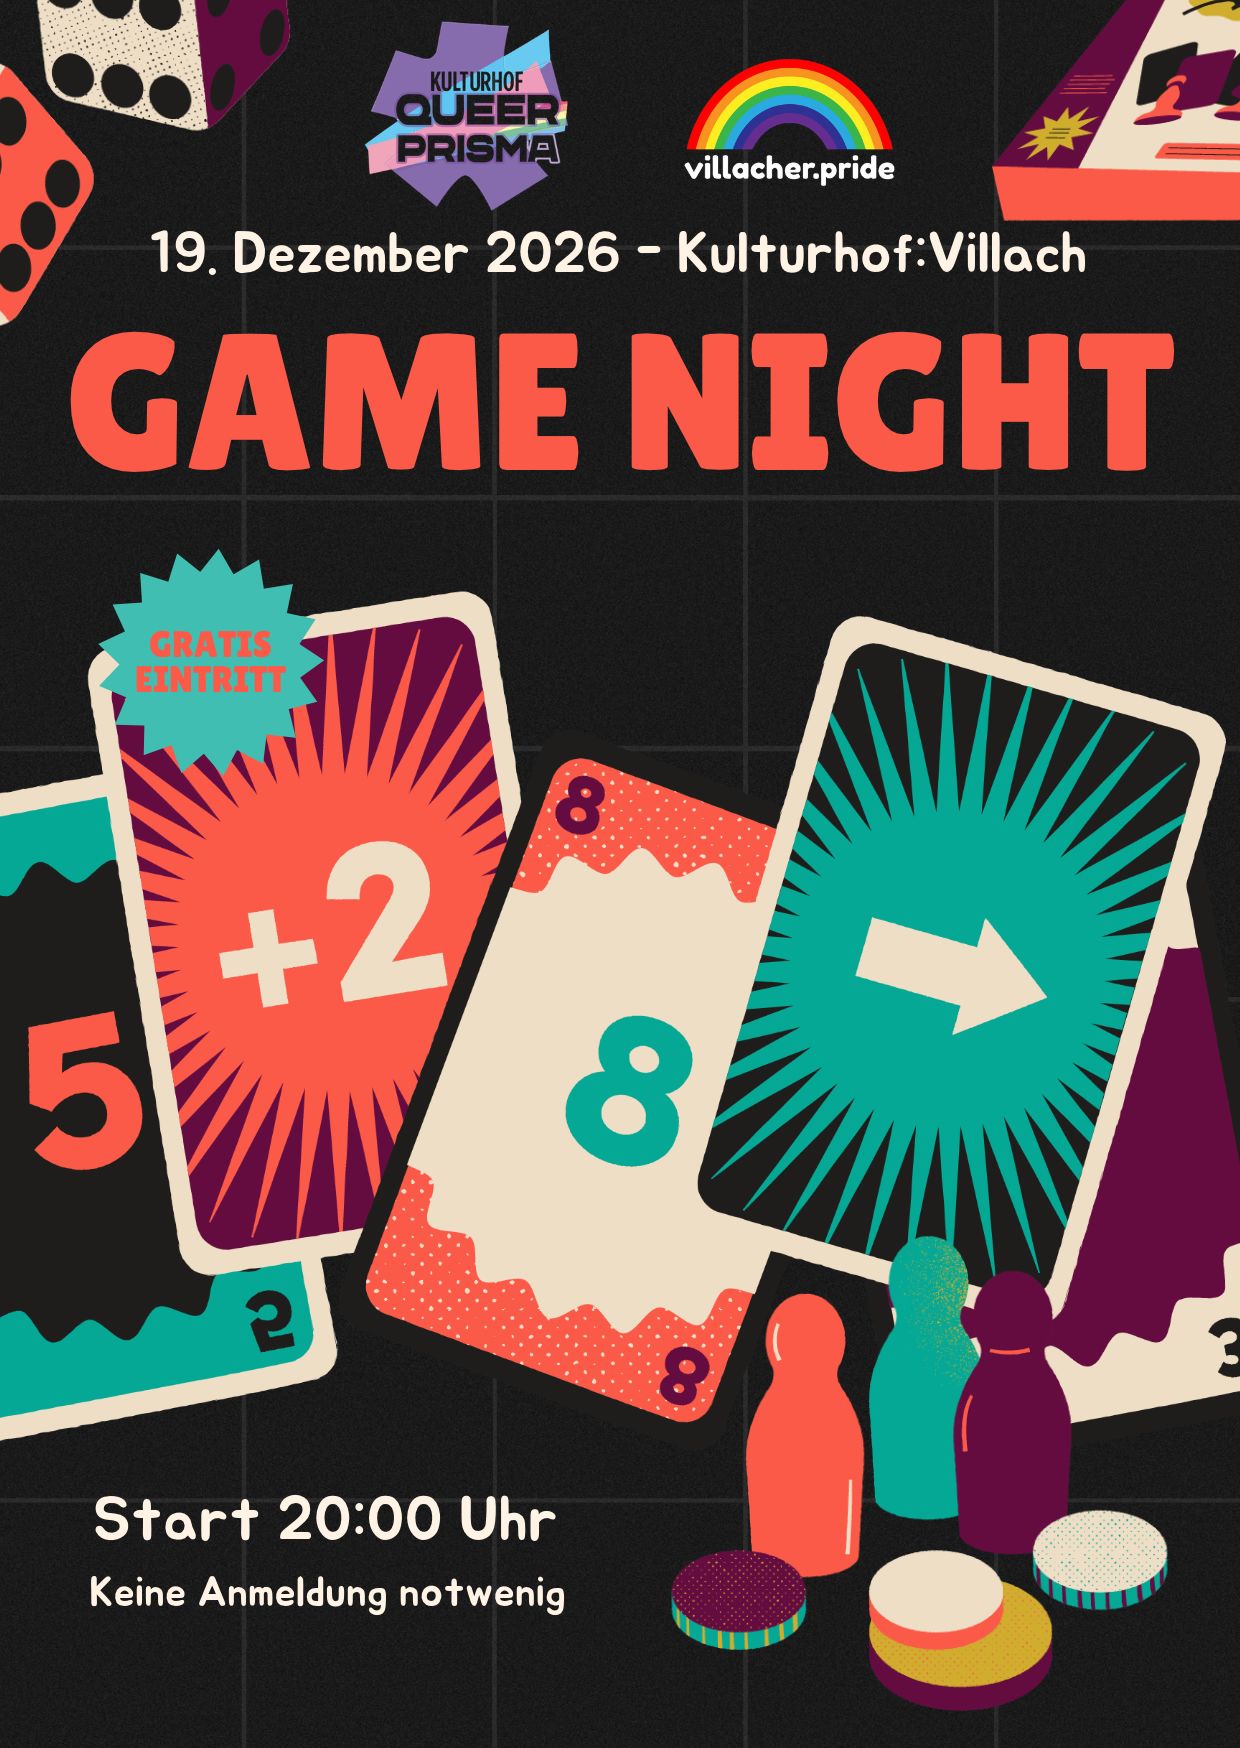 KULTURHOF
QUEER
PRISMA
villacher.pride
19. Dezember 2026 - Kulturhof:Villach
GAME NIGHT
GRATIS
EINTRITT
+2
8
8
5
5
8
3
Start 20:00 Uhr
Keine Anmeldung notwenig